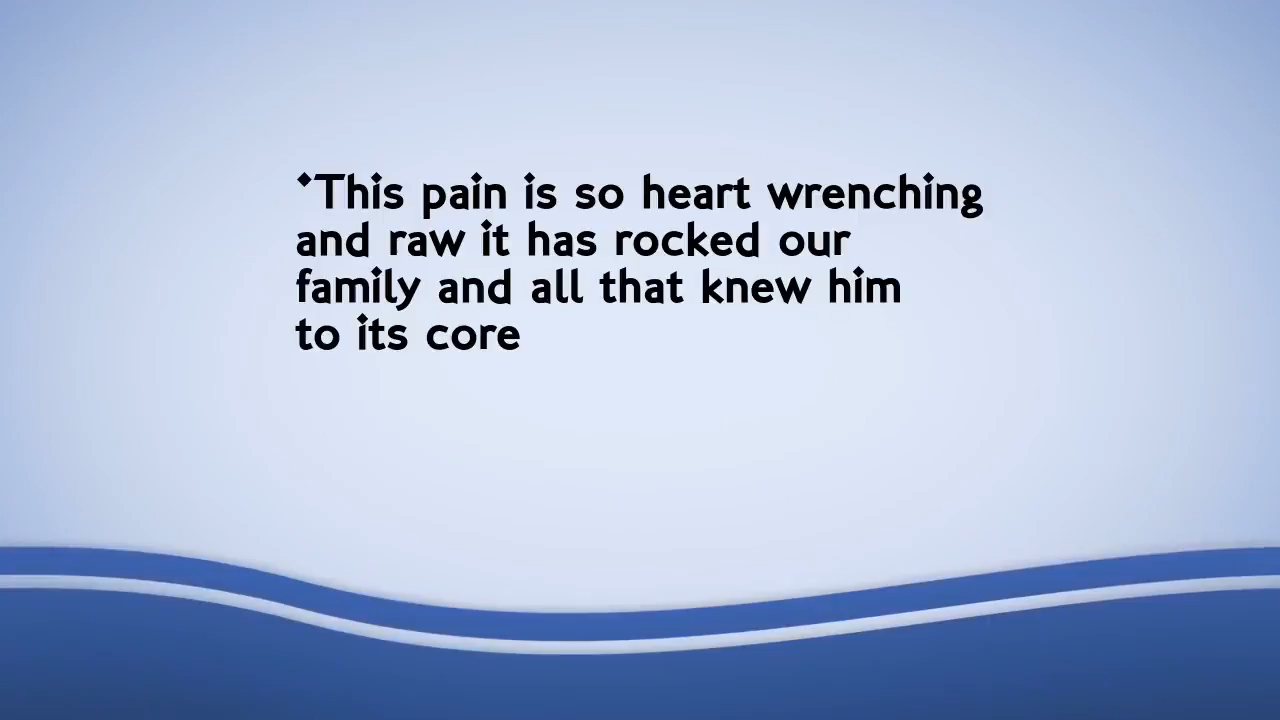 "This pain is so heart wrenching
and raw it has rocked our
family and all that knew him
to its core